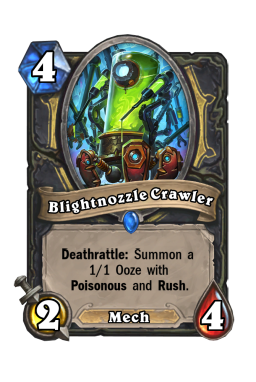 4
Blightnozzle Crawler
Deathrattle: Summon a
1/1 Ooze with
Poisonous and Rush.
2
Mech
4